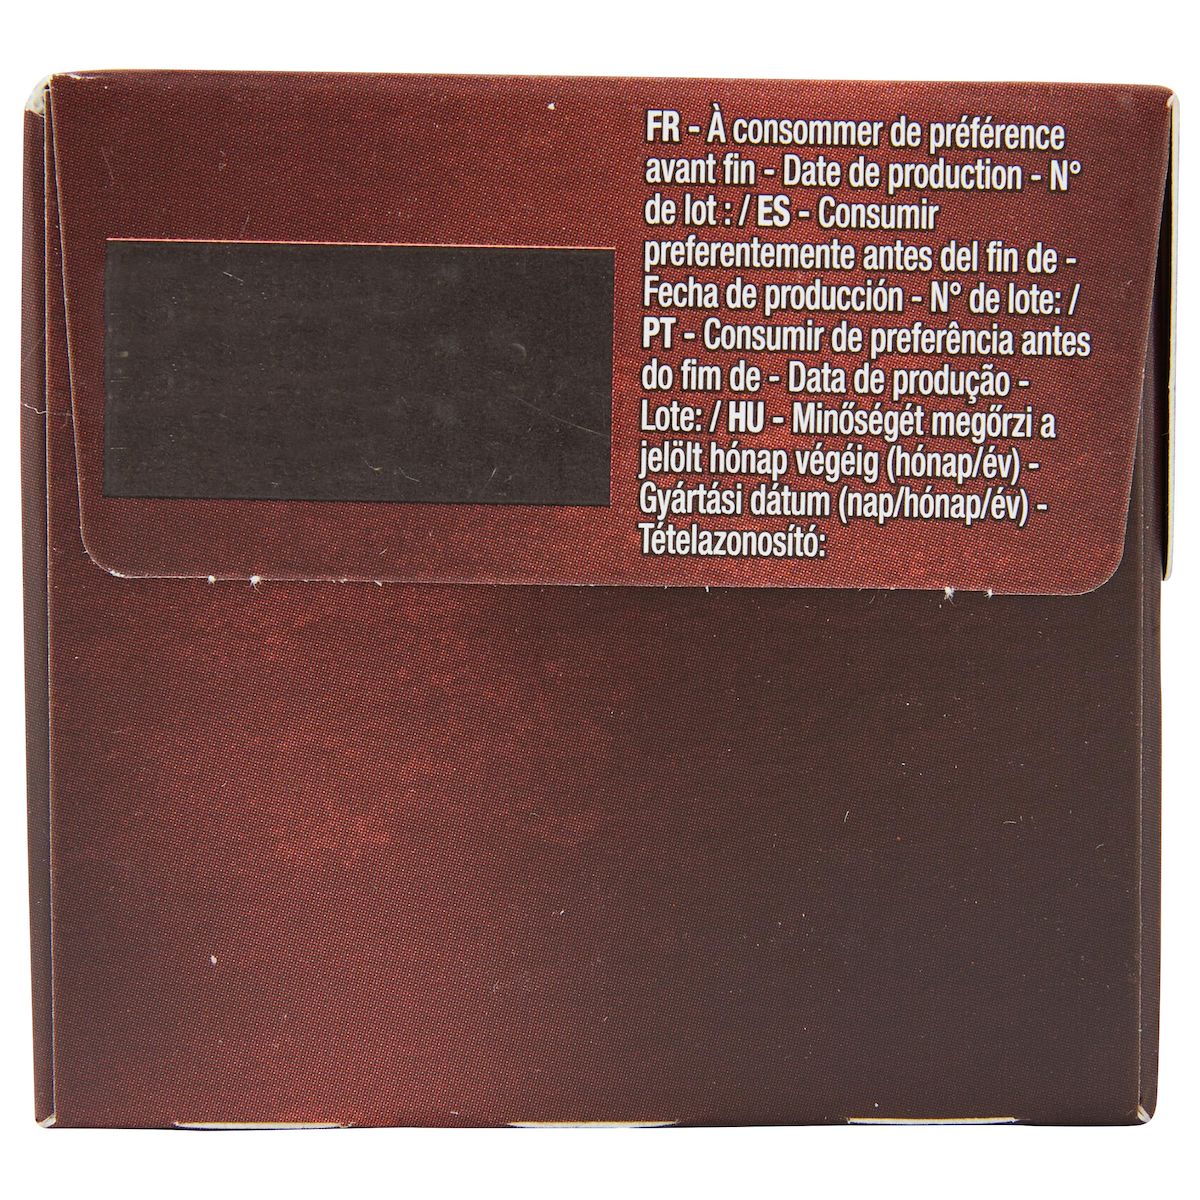 FR - À consommer de préférence
avant fin - Date de production - N°
de lot : / ES - Consumir
preferentemente antes del fin de -
Fecha de producción - N° de lote: /
PT - Consumir de preferência antes
do fim de - Data de produção -
Lote: / HU - Minőségét megőrzi a
jelölt hónap végéig (hónap/év) -
Gyártási dátum (nap/hónap/év) -
Tételazonosító: